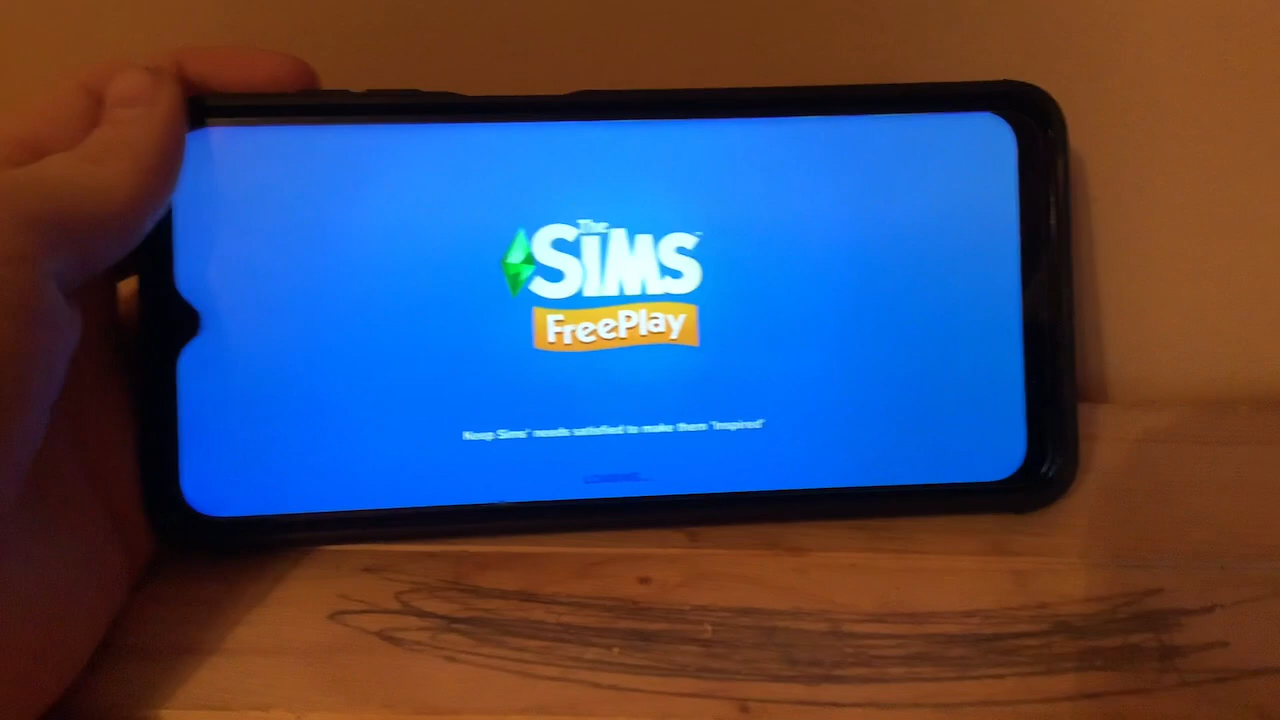 The
SIMS
FreePlay
Keep Sims' needs satisfied to make them 'Inspired'